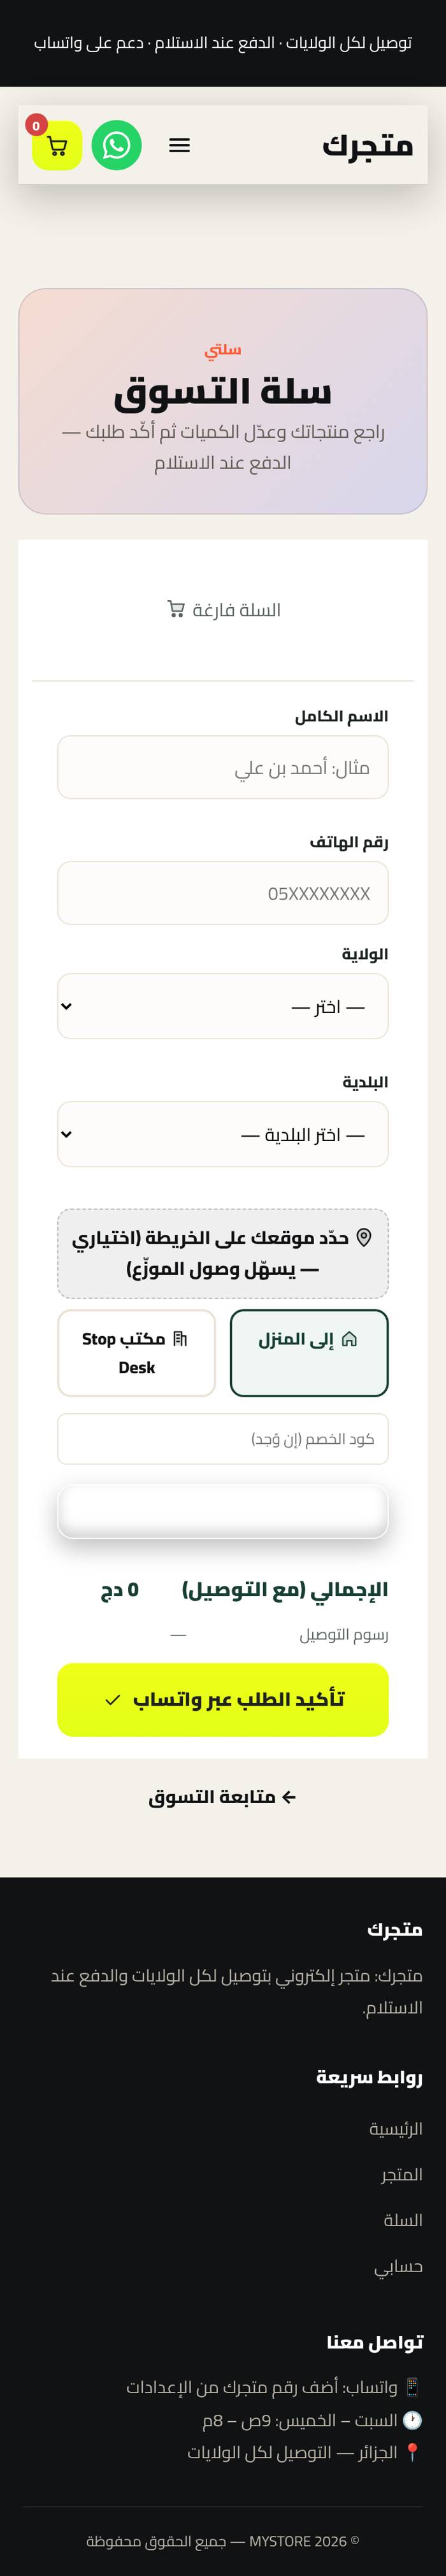 توصيل لكل الولايات · الدفع عند الاستلام · دعم على واتساب
متجرك
0
سلتي
سلة التسوق
راجع منتجاتك وعدّل الكميات ثم أكّد طلبك —
الدفع عند الاستلام
السلة فارغة
الاسم الكامل
مثال: أحمد بن علي
رقم الهاتف
05XXXXXXXX
الولاية
— اختر —
البلدية
— اختر البلدية —
حدّد موقعك على الخريطة (اختياري
— يسهّل وصول الموزّع)
إلى المنزل
مكتب Stop
Desk
كود الخصم (إن وُجد)
الإجمالي (مع التوصيل) 0 دج
رسوم التوصيل —
تأكيد الطلب عبر واتساب ✓
← متابعة التسوق
متجرك
متجرك: متجر إلكتروني بتوصيل لكل الولايات والدفع عند
الاستلام.
روابط سريعة
الرئيسية
المتجر
السلة
حسابي
تواصل معنا
📱 واتساب: أضف رقم متجرك من الإعدادات
🕐 السبت – الخميس: 9ص – 8م
📍 الجزائر — التوصيل لكل الولايات
© 2026 MYSTORE — جميع الحقوق محفوظة